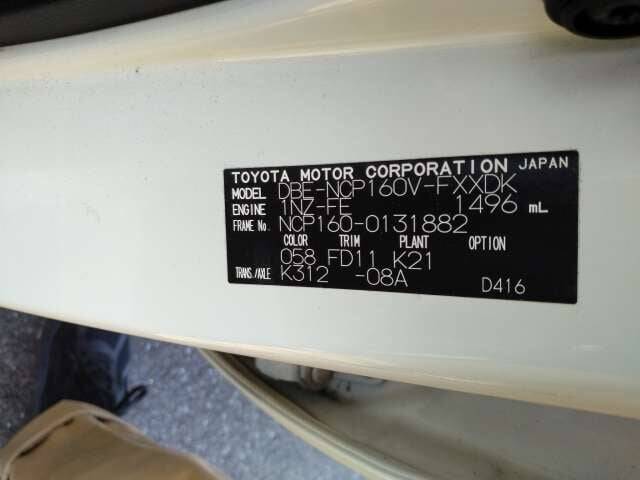 TOYOTA MOTOR CORPORATION JAPAN
MODEL DBE-NCP160V-FXXDK
ENGINE 1NZ-FE 1496 mL
FRAME No. NCP160-0131882
COLOR TRIM PLANT OPTION
058 FD11 K21
TRANS./AXLE K312 -08A
D416